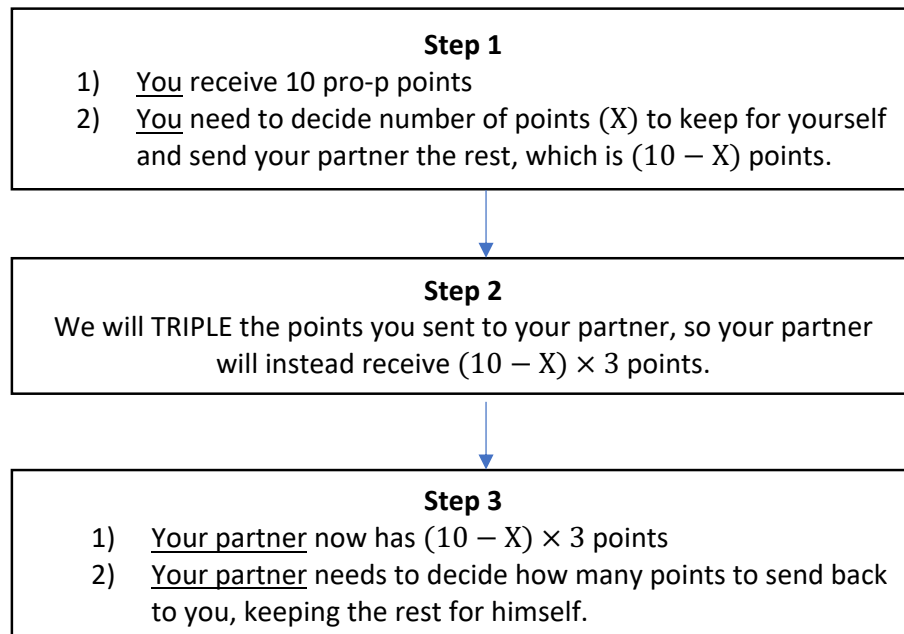 Step 1
1) You receive 10 pro-p points
2) You need to decide number of points (X) to keep for yourself
and send your partner the rest, which is (10 − X) points.
Step 2
We will TRIPLE the points you sent to your partner, so your partner
will instead receive (10 − X) × 3 points.
Step 3
1) Your partner now has (10 − X) × 3 points
2) Your partner needs to decide how many points to send back
to you, keeping the rest for himself.